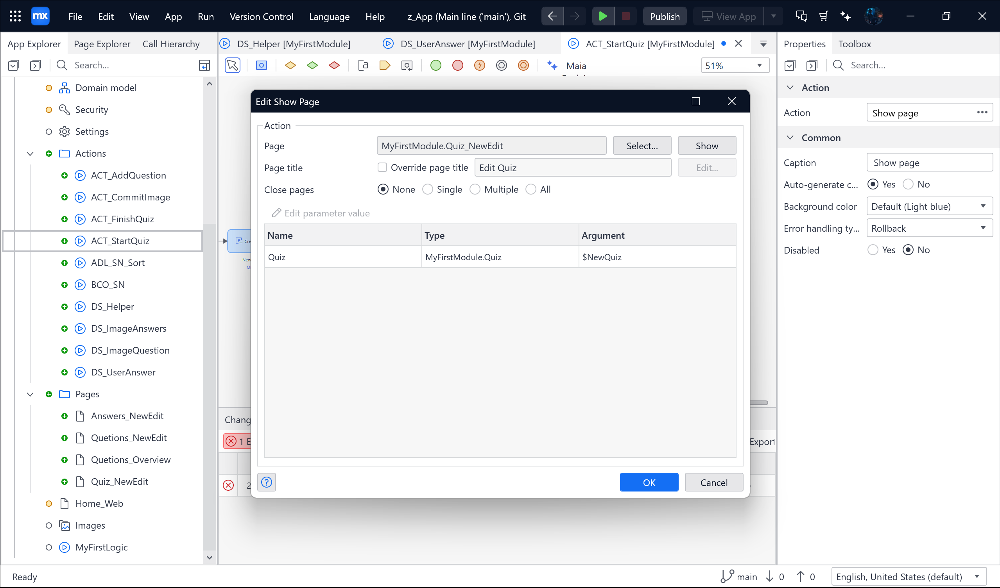 mx File Edit View App Run Version Control Language Help z_App (Main line ('main'), Git Publish View App
App Explorer Page Explorer Call Hierarchy
Search...
Domain model
Security
Settings
Actions
ACT_AddQuestion
ACT_CommitImage
ACT_FinishQuiz
ACT_StartQuiz
ADL_SN_Sort
BCO_SN
DS_Helper
DS_ImageAnswers
DS_ImageQuestion
DS_UserAnswer
Pages
Answers_NewEdit
Quetions_NewEdit
Quetions_Overview
Quiz_NewEdit
Home_Web
Images
MyFirstLogic
DS_Helper [MyFirstModule] DS_UserAnswer [MyFirstModule] ACT_StartQuiz [MyFirstModule]
Maia
51%
Cre
New
Edit Show Page
Action
Page MyFirstModule.Quiz_NewEdit Select... Show
Page title Override page title Edit Quiz Edit...
Close pages None Single Multiple All
Edit parameter value
Name Type Argument
Quiz MyFirstModule.Quiz $NewQuiz
OK Cancel
Chang
1 E
Export
2
Properties Toolbox
Search...
Action
Action Show page
Common
Caption Show page
Auto-generate c... Yes No
Background color Default (Light blue)
Error handling ty... Rollback
Disabled Yes No
Ready main 0 0 English, United States (default)